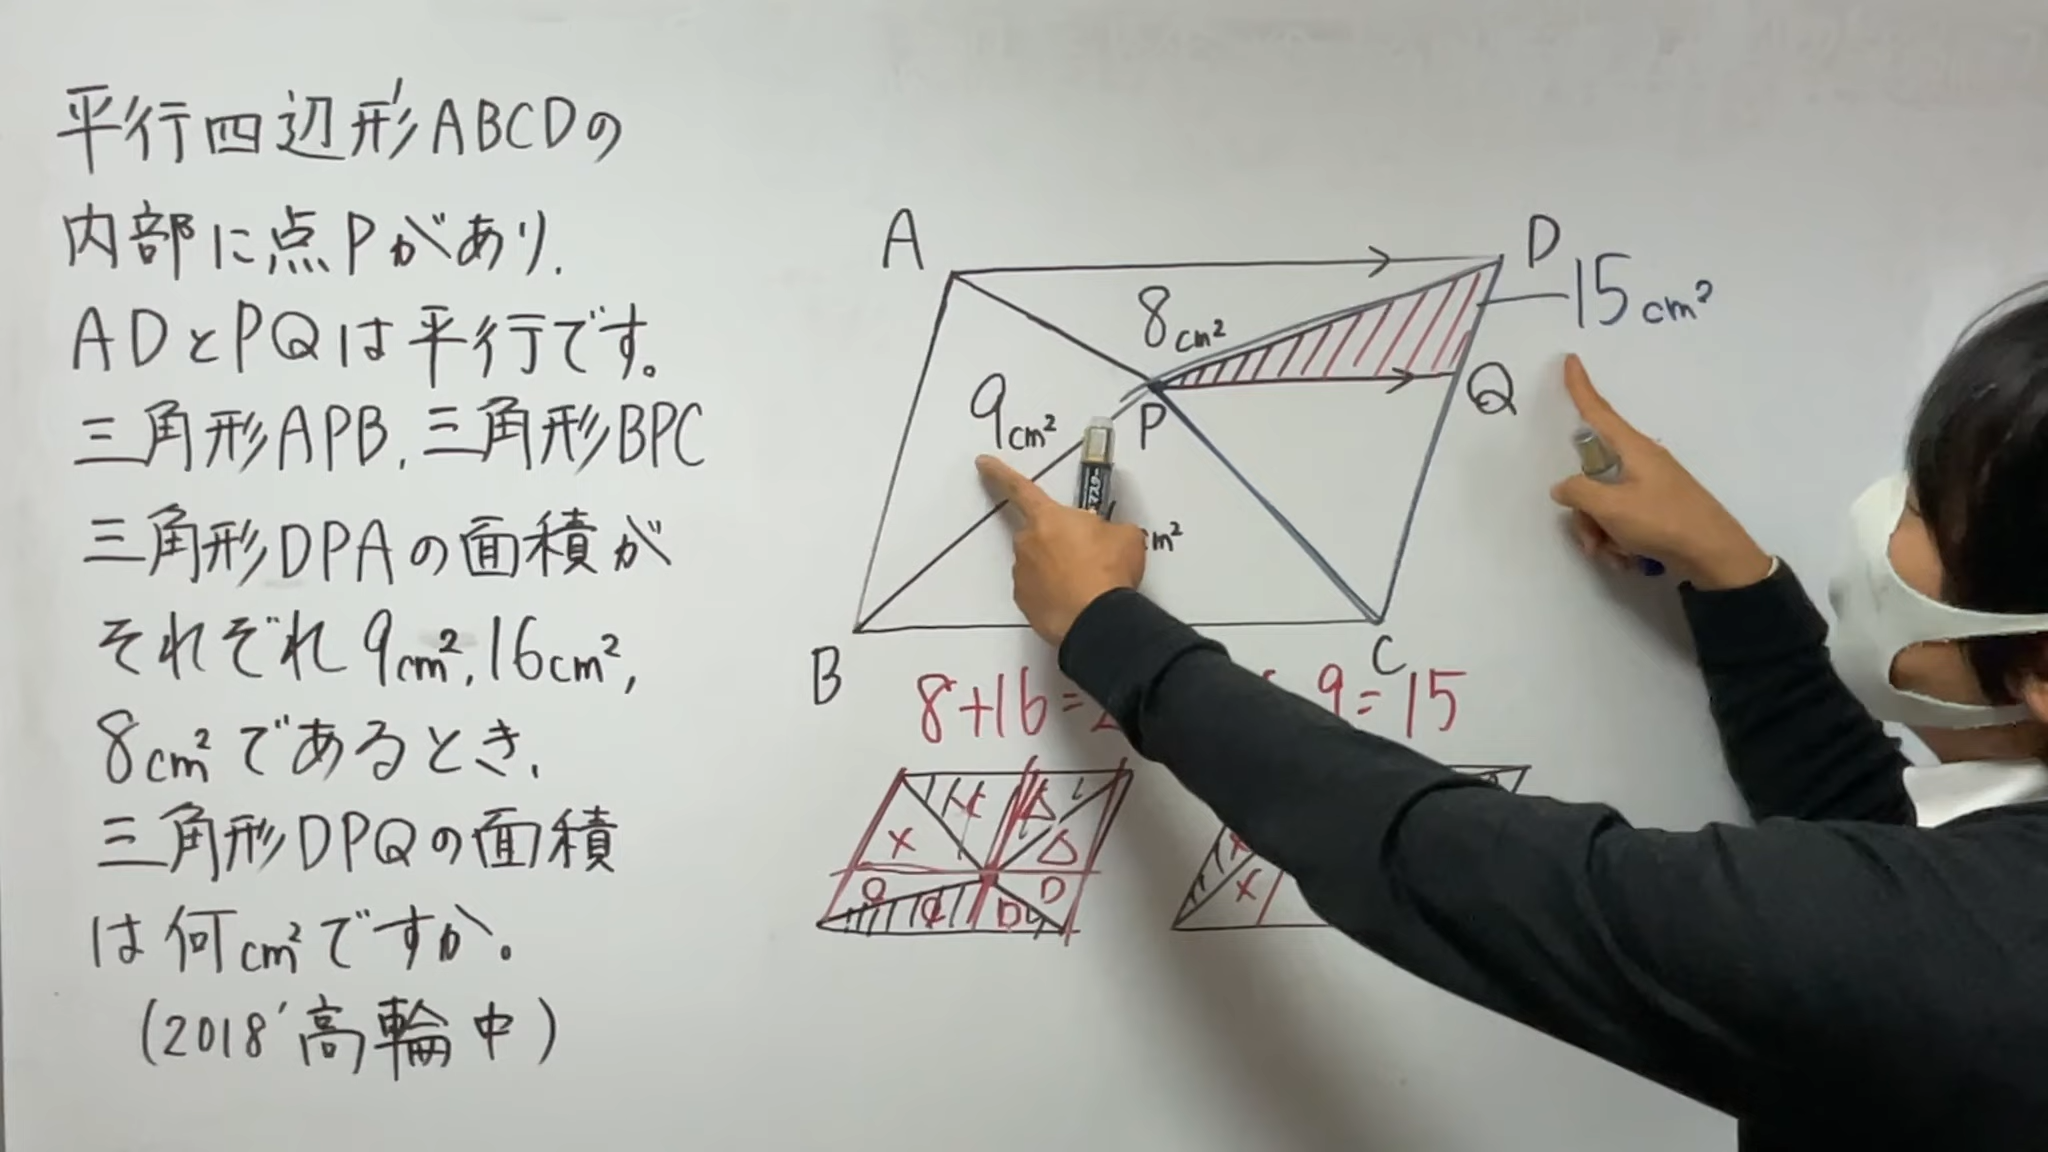 平行四辺形ABCDの
内部に点Pがあり.
ADとPQは平行です。
三角形APB,三角形BPC
三角形DPAの面積が
それぞれ9cm²,16cm²,
8cm²であるとき、
三角形DPQの面積
は何cm²ですか。
(2018'高輪中)
A
D
8cm²
15cm²
9cm²
P
Q
cm²
B
C
8+16=
9=15
×
△
△
○
○
×
×